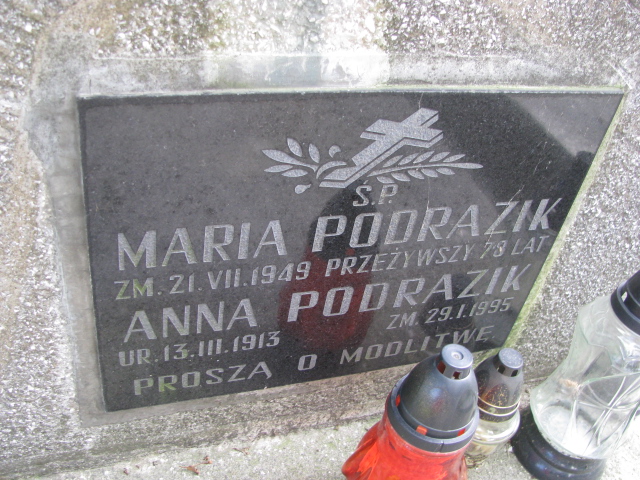 Ś.P.
MARIA PODRAZIK
ZM. 21.VII.1949 PRZEŻYWSZY 78 LAT
ANNA PODRAZIK
UR. 13.III.1913 ZM. 29.I.1995
PROSZĄ O MODLITWĘ